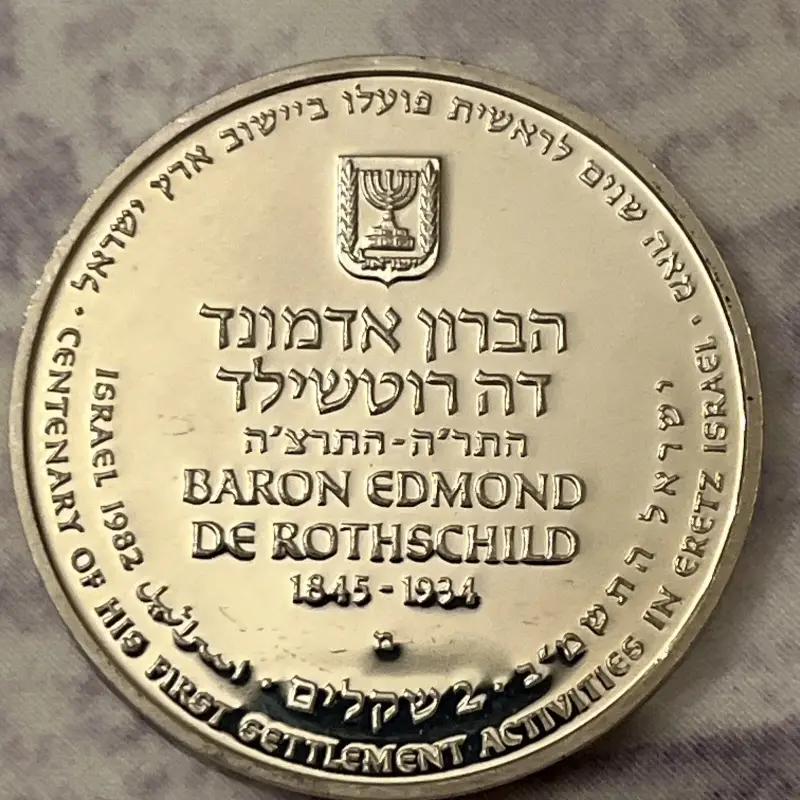 מאה שנים לראשית פועלו ביישוב ארץ ישראל
ישראל
הברון אדמונד
דה רוטשילד
התר״ה-התרצ״ה
BARON EDMOND
DE ROTHSCHILD
1845-1934
מ
ISRAEL 1982 اسرائيل · 2 שקלים · ישראל התשמ״ב
· CENTENARY OF HIS FIRST SETTLEMENT ACTIVITIES IN ERETZ ISRAEL ·